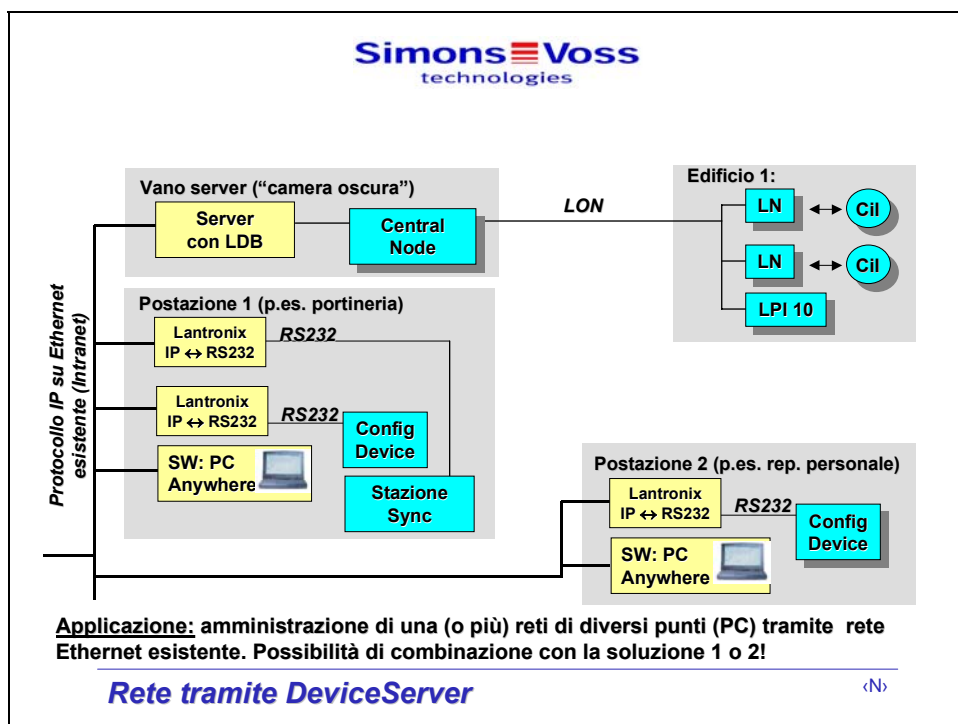 Simons Voss
technologies
Vano server (“camera oscura”)
Server
con LDB
Central
Node
LON
Edificio 1:
LN
Cil
LN
Cil
LPI 10
Protocollo IP su Ethernet
esistente (Intranet)
Postazione 1 (p.es. portineria)
Lantronix
IP ↔ RS232
RS232
Lantronix
IP ↔ RS232
RS232
Config
Device
SW: PC
Anywhere
Stazione
Sync
Postazione 2 (p.es. rep. personale)
Lantronix
IP ↔ RS232
RS232
Config
Device
SW: PC
Anywhere
Applicazione: amministrazione di una (o più) reti di diversi punti (PC) tramite rete
Ethernet esistente. Possibilità di combinazione con la soluzione 1 o 2!
Rete tramite DeviceServer
‹N›